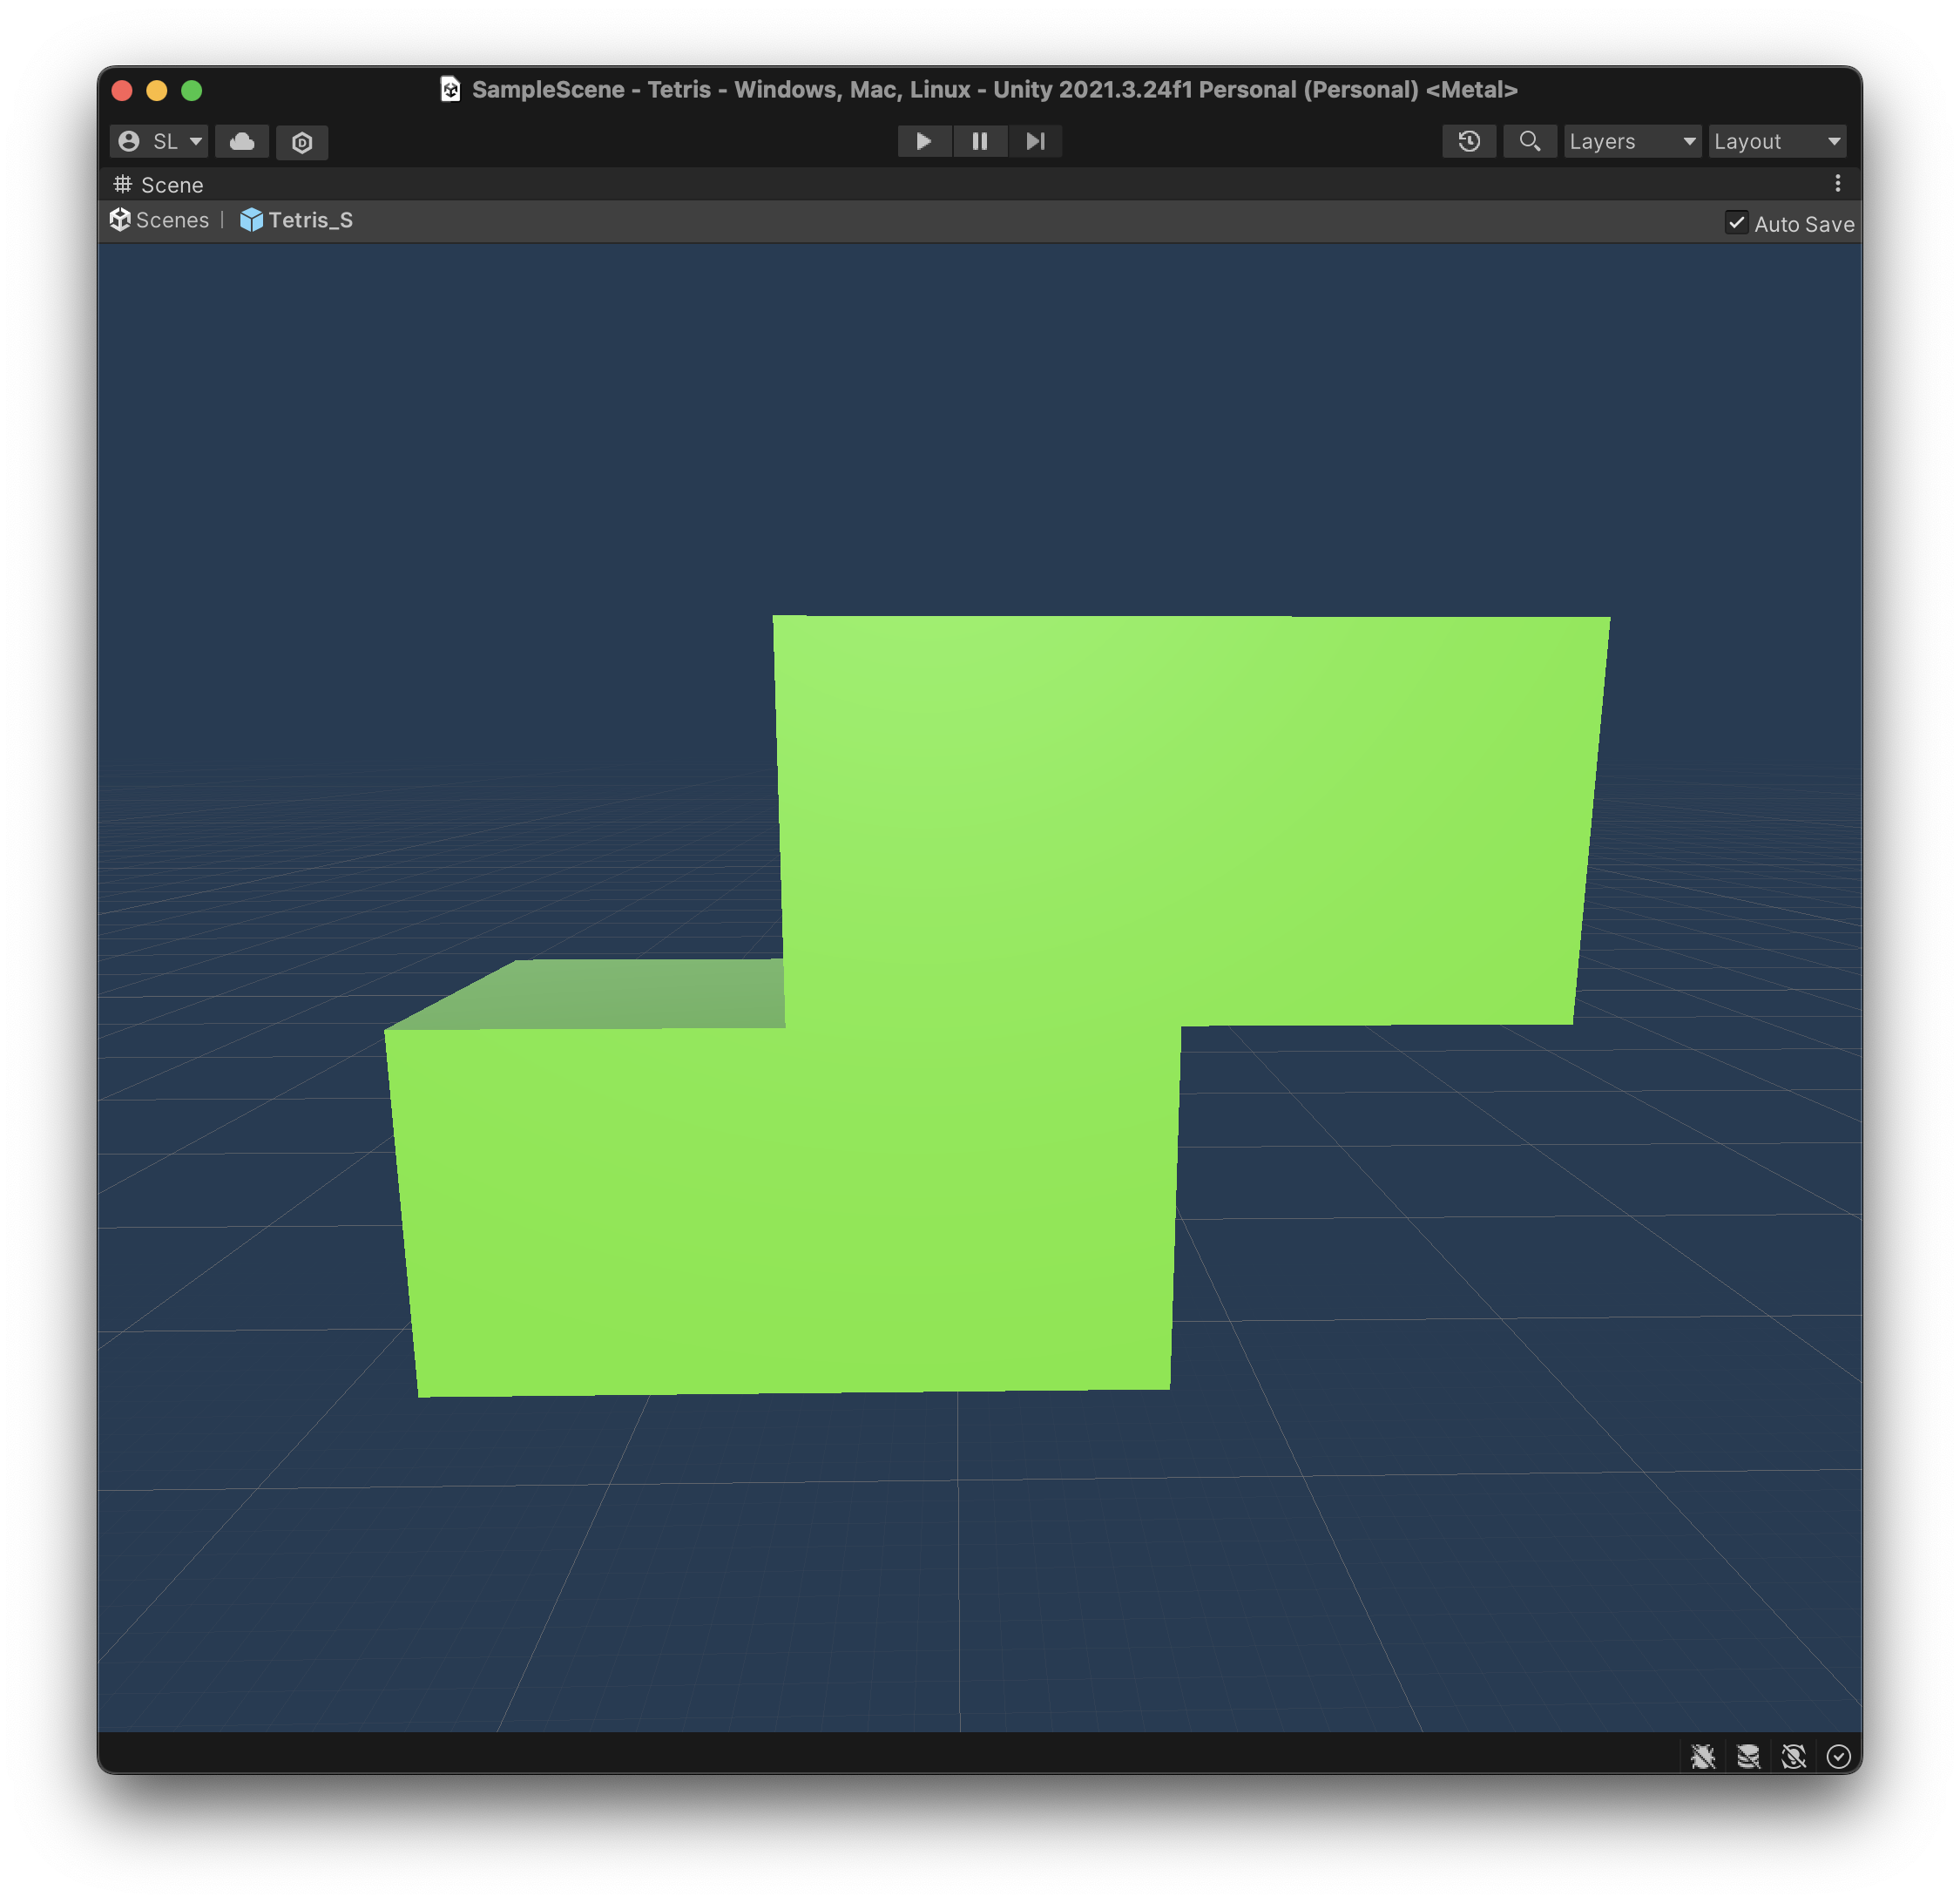 SampleScene - Tetris - Windows, Mac, Linux - Unity 2021.3.24f1 Personal (Personal) <Metal>
SL
Layers
Layout
Scene
Scenes | Tetris_S
Auto Save